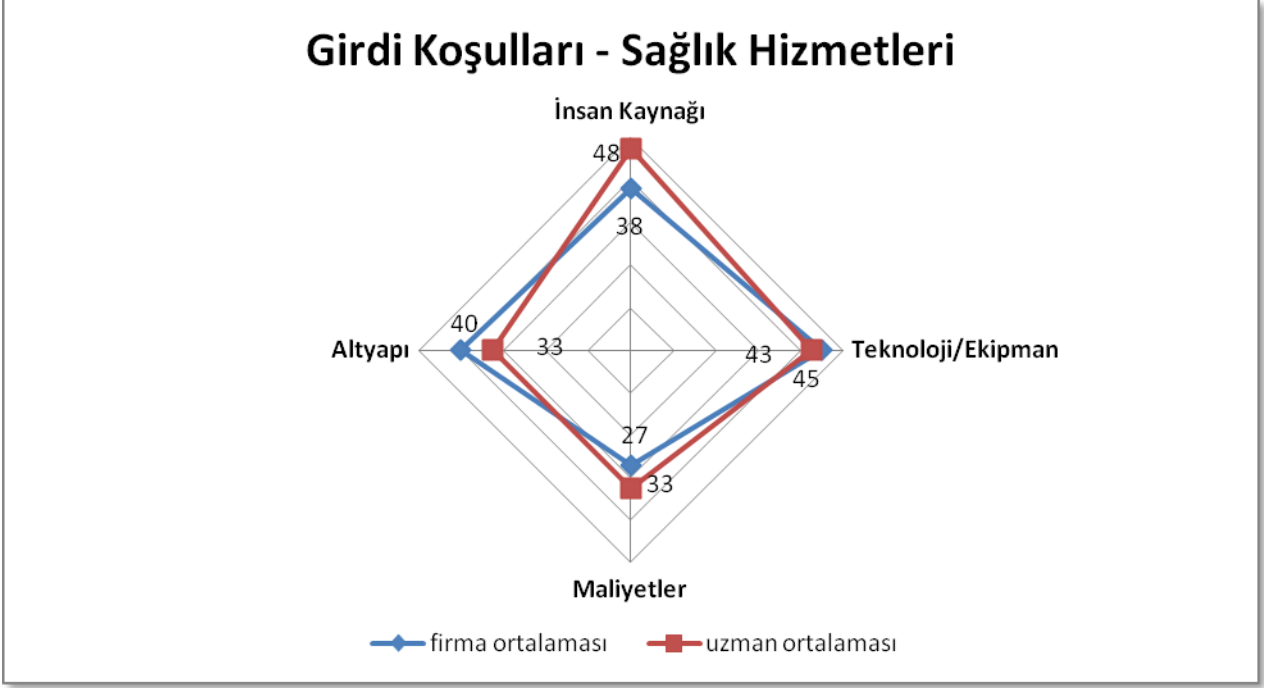 Girdi Koşulları - Sağlık Hizmetleri
İnsan Kaynağı
48
38
40
Altyapı
33
43
Teknoloji/Ekipman
45
27
33
Maliyetler
firma ortalaması
uzman ortalaması